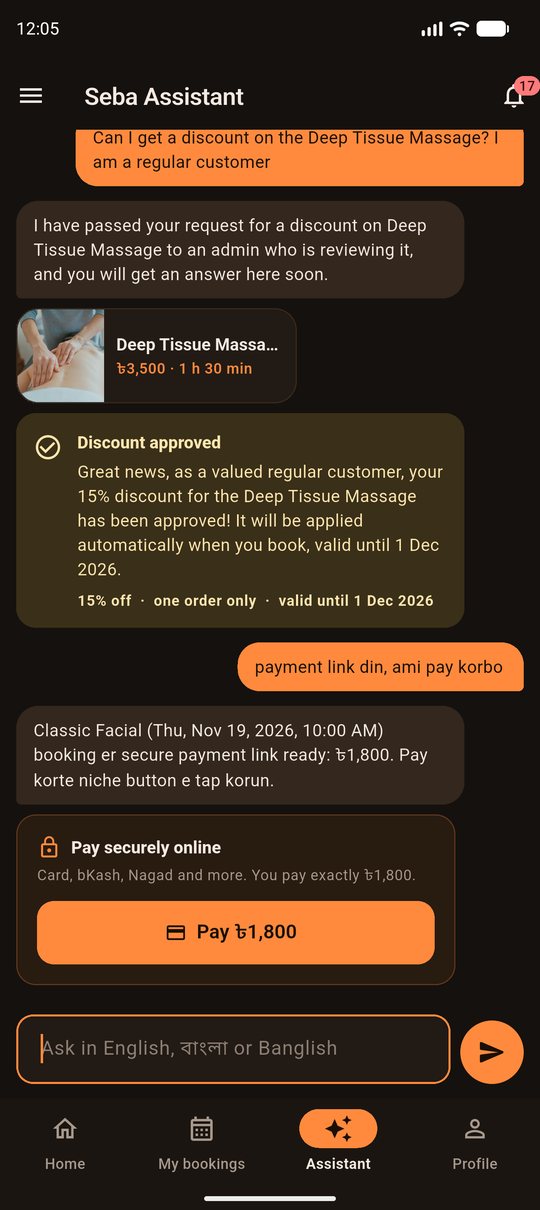 12:05
Seba Assistant
17
Can I get a discount on the Deep Tissue Massage? I
am a regular customer
I have passed your request for a discount on Deep
Tissue Massage to an admin who is reviewing it,
and you will get an answer here soon.
Deep Tissue Massa…
৳3,500 · 1 h 30 min
Discount approved
Great news, as a valued regular customer, your
15% discount for the Deep Tissue Massage
has been approved! It will be applied
automatically when you book, valid until 1 Dec
2026.
15% off · one order only · valid until 1 Dec 2026
payment link din, ami pay korbo
Classic Facial (Thu, Nov 19, 2026, 10:00 AM)
booking er secure payment link ready: ৳1,800. Pay
korte niche button e tap korun.
Pay securely online
Card, bKash, Nagad and more. You pay exactly ৳1,800.
Pay ৳1,800
Ask in English, বাংলা or Banglish
Home
My bookings
Assistant
Profile